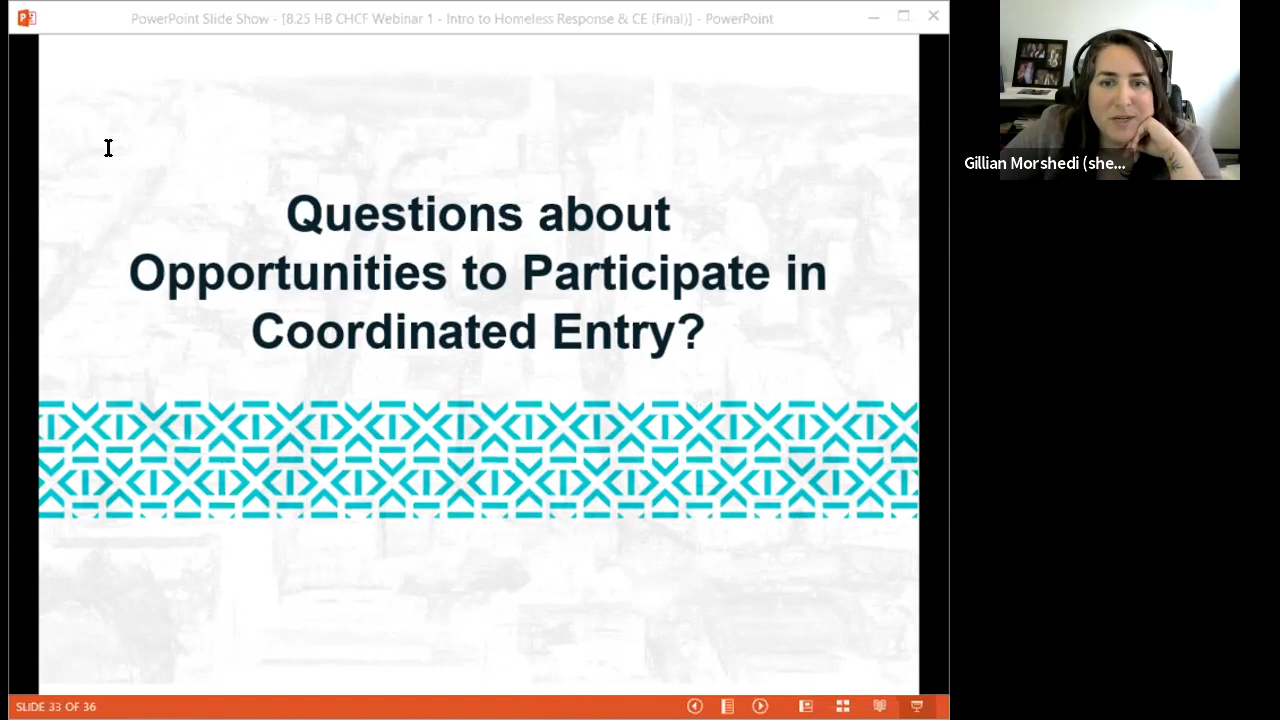 PowerPoint Slide Show - [8.25 HB CHCF Webinar 1 - Intro to Homeless Response & CE (Final)] - PowerPoint
Questions about
Opportunities to Participate in
Coordinated Entry?
Gillian Morshedi (she...
SLIDE 33 OF 36